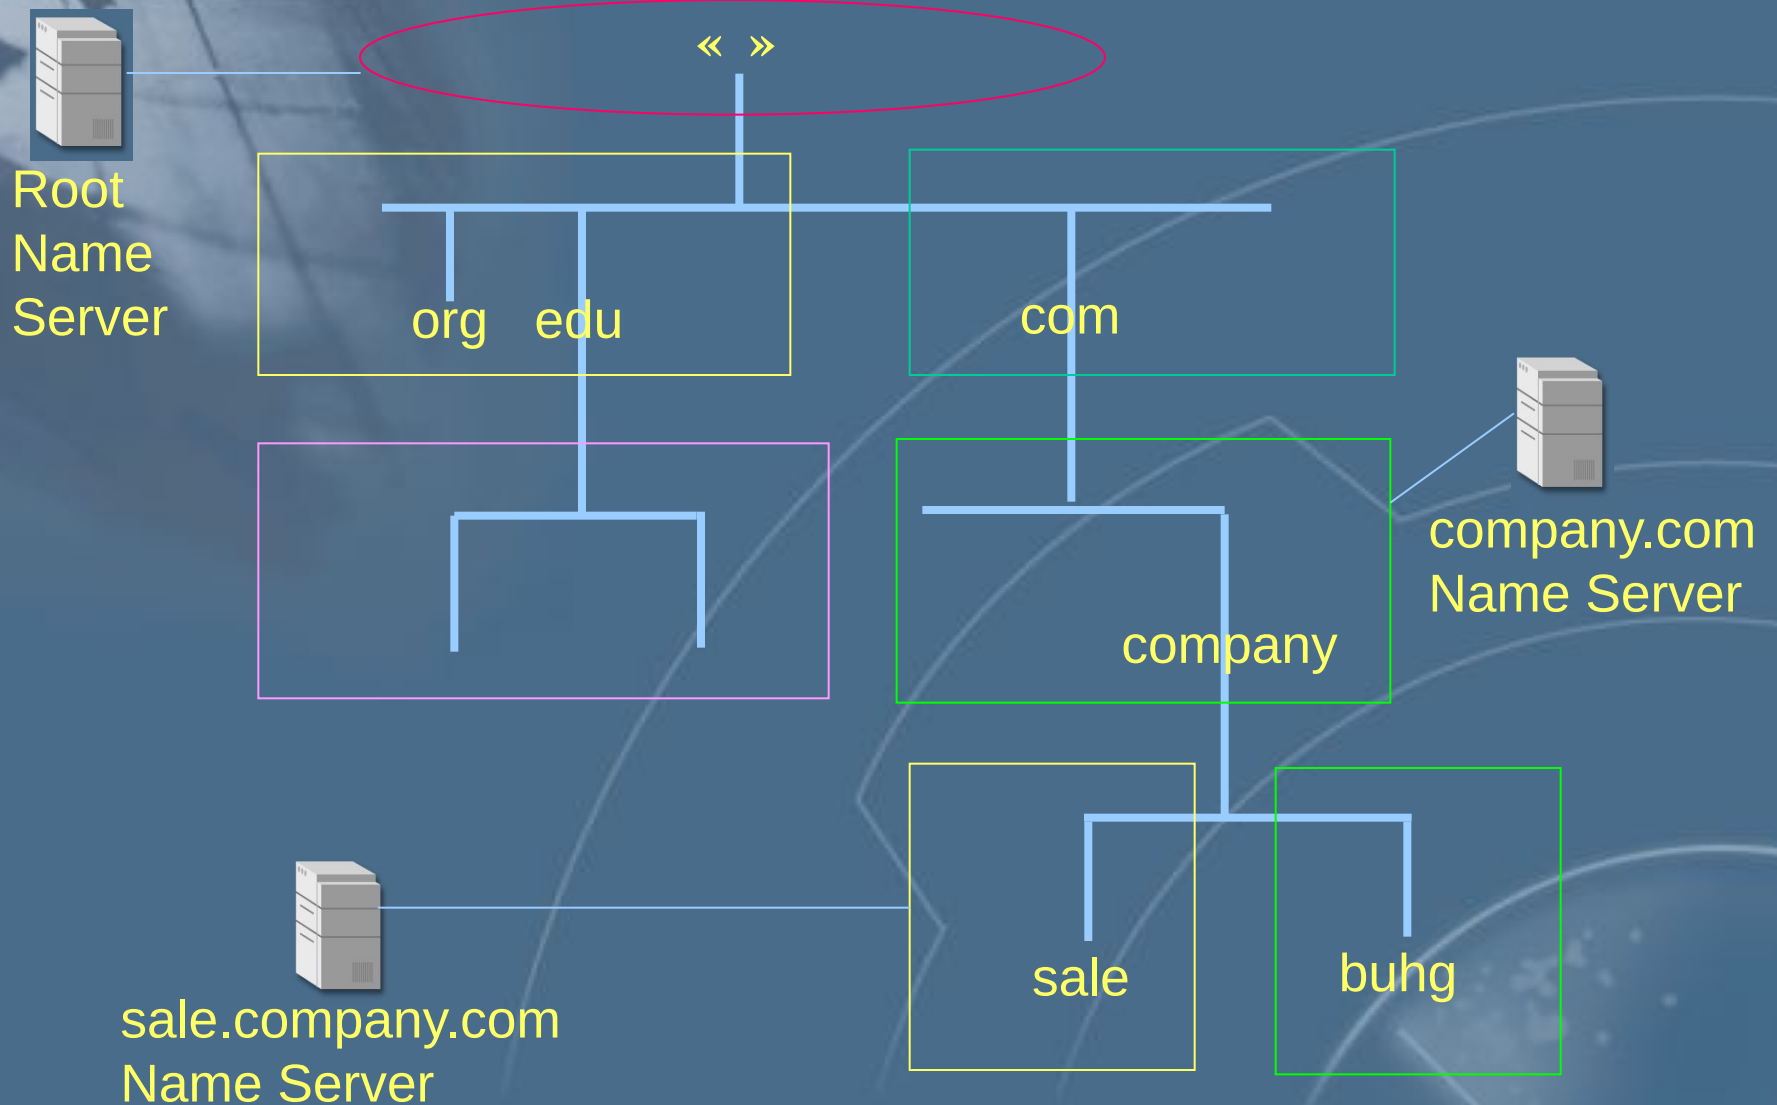 « »
Root
Name
Server
org edu com
company.com
Name Server
company
sale buhg
sale.company.com
Name Server